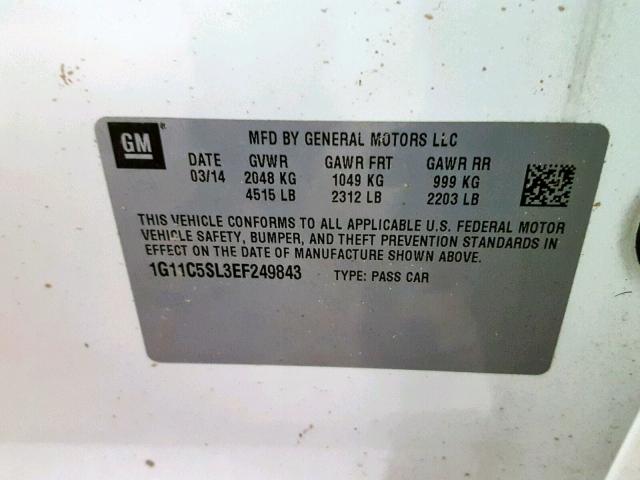 GM
MFD BY GENERAL MOTORS LLC
DATE GVWR GAWR FRT GAWR RR
03/14 2048 KG 1049 KG 999 KG
4515 LB 2312 LB 2203 LB
THIS VEHICLE CONFORMS TO ALL APPLICABLE U.S. FEDERAL MOTOR
VEHICLE SAFETY, BUMPER, AND THEFT PREVENTION STANDARDS IN
EFFECT ON THE DATE OF MANUFACTURE SHOWN ABOVE.
1G11C5SL3EF249843 TYPE: PASS CAR